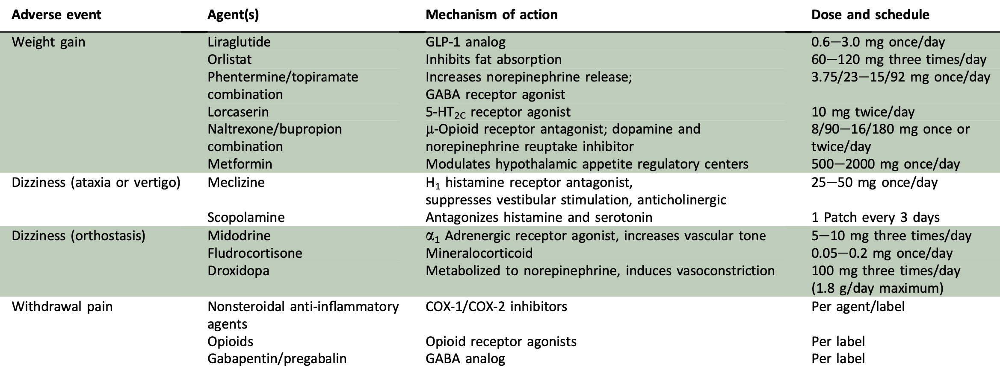 Adverse event Agent(s) Mechanism of action Dose and schedule
Weight gain Liraglutide GLP-1 analog 0.6—3.0 mg once/day
Orlistat Inhibits fat absorption 60—120 mg three times/day
Phentermine/topiramate Increases norepinephrine release; 3.75/23—15/92 mg once/day
combination GABA receptor agonist
Lorcaserin 5-HT₂C receptor agonist 10 mg twice/day
Naltrexone/bupropion μ-Opioid receptor antagonist; dopamine and 8/90—16/180 mg once or
combination norepinephrine reuptake inhibitor twice/day
Metformin Modulates hypothalamic appetite regulatory centers 500—2000 mg once/day
Dizziness (ataxia or vertigo) Meclizine H₁ histamine receptor antagonist, 25—50 mg once/day
suppresses vestibular stimulation, anticholinergic
Scopolamine Antagonizes histamine and serotonin 1 Patch every 3 days
Dizziness (orthostasis) Midodrine α₁ Adrenergic receptor agonist, increases vascular tone 5—10 mg three times/day
Fludrocortisone Mineralocorticoid 0.05—0.2 mg once/day
Droxidopa Metabolized to norepinephrine, induces vasoconstriction 100 mg three times/day
(1.8 g/day maximum)
Withdrawal pain Nonsteroidal anti-inflammatory COX-1/COX-2 inhibitors Per agent/label
agents
Opioids Opioid receptor agonists Per label
Gabapentin/pregabalin GABA analog Per label